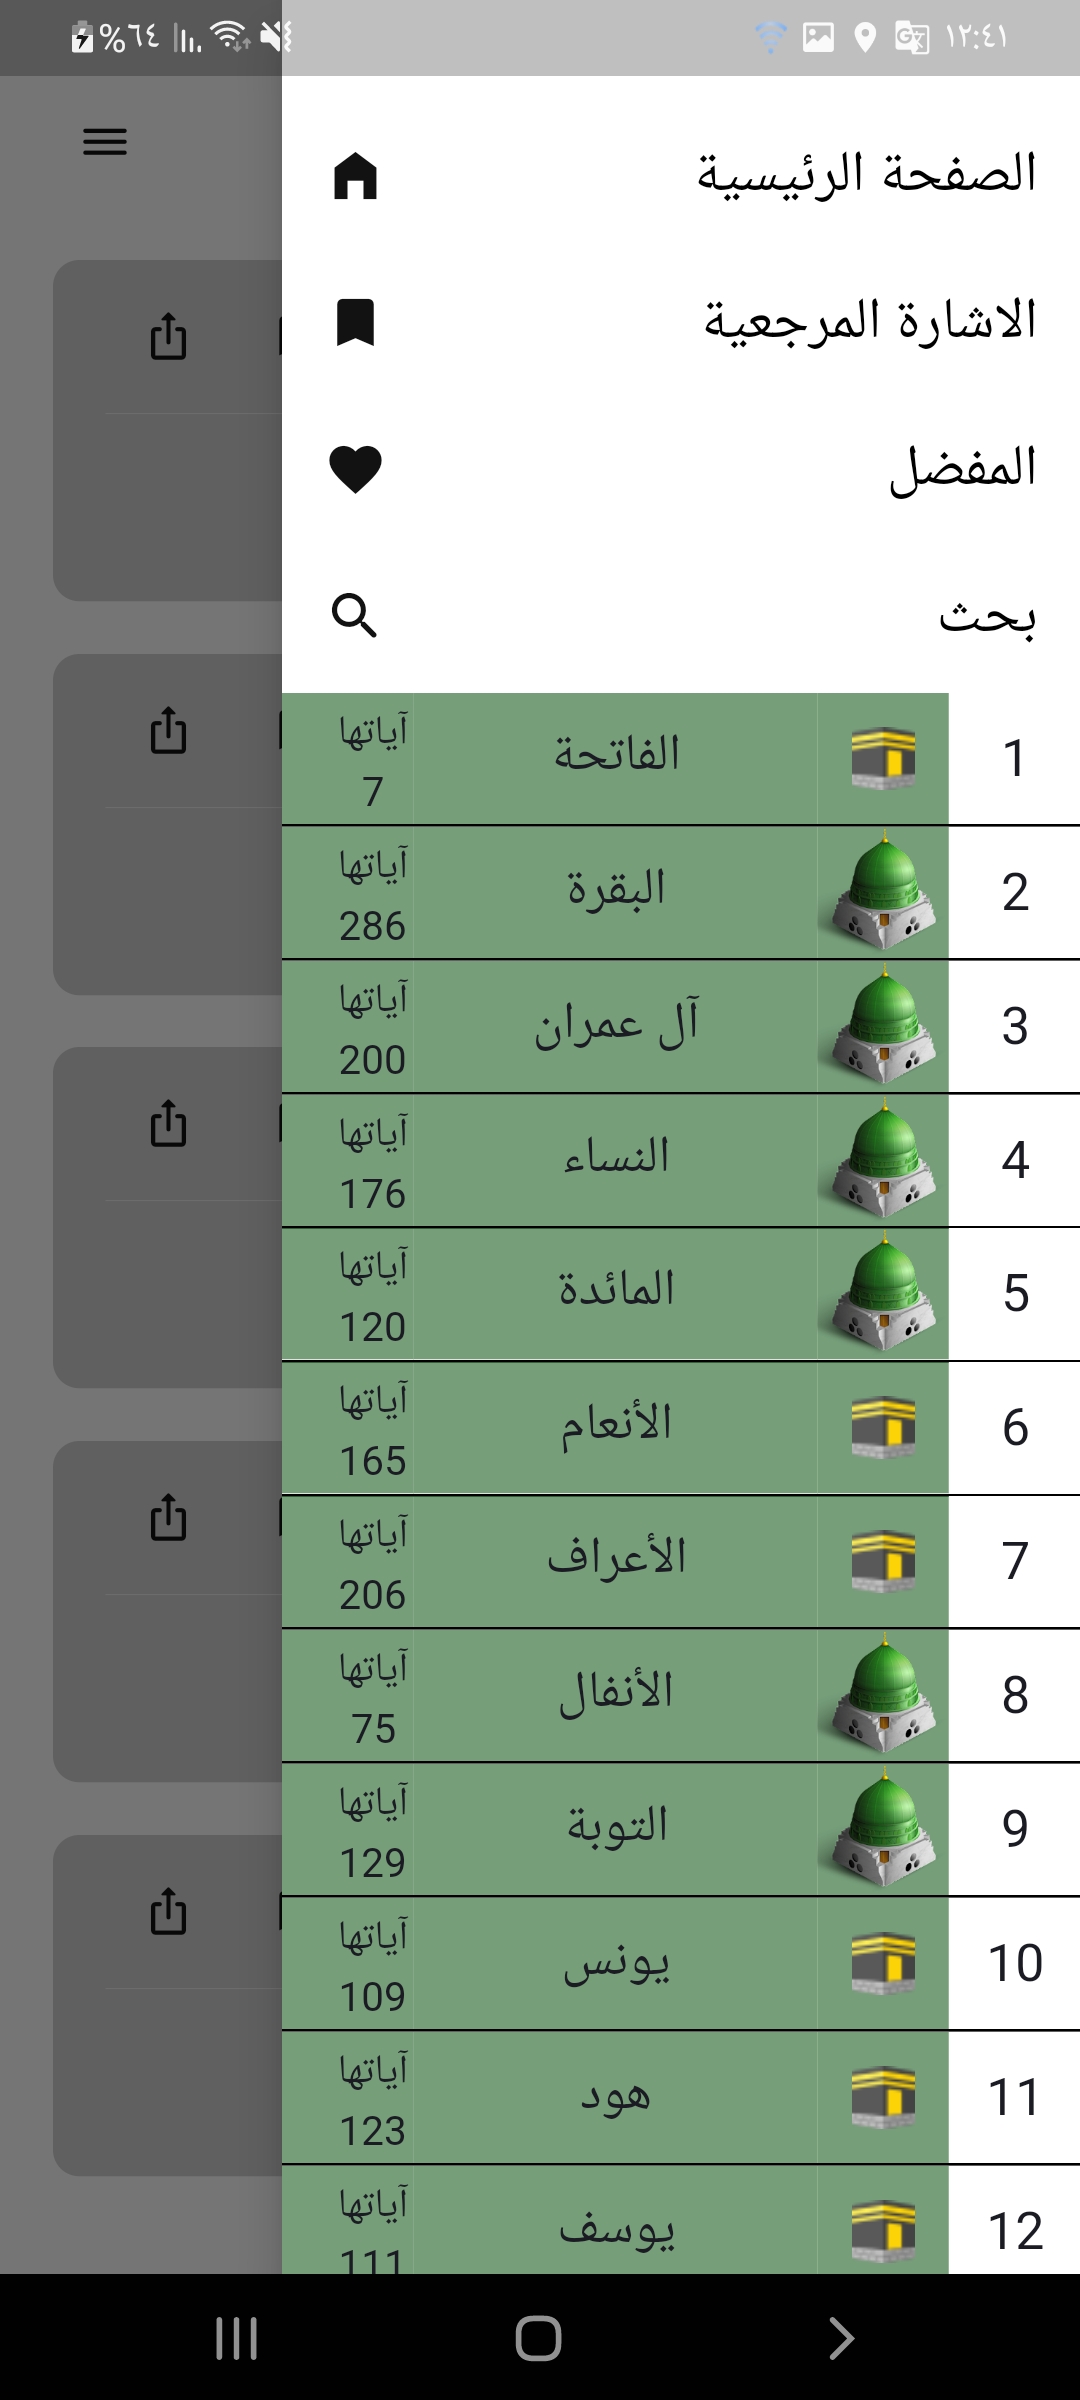 ١٢:٤١
%٦٤
الصفحة الرئيسية
الاشارة المرجعية
المفضل
بحث
1 الفاتحة آياتها
7
2 البقرة آياتها
286
3 آل عمران آياتها
200
4 النساء آياتها
176
5 المائدة آياتها
120
6 الأنعام آياتها
165
7 الأعراف آياتها
206
8 الأنفال آياتها
75
9 التوبة آياتها
129
10 يونس آياتها
109
11 هود آياتها
123
12 يوسف آياتها
111